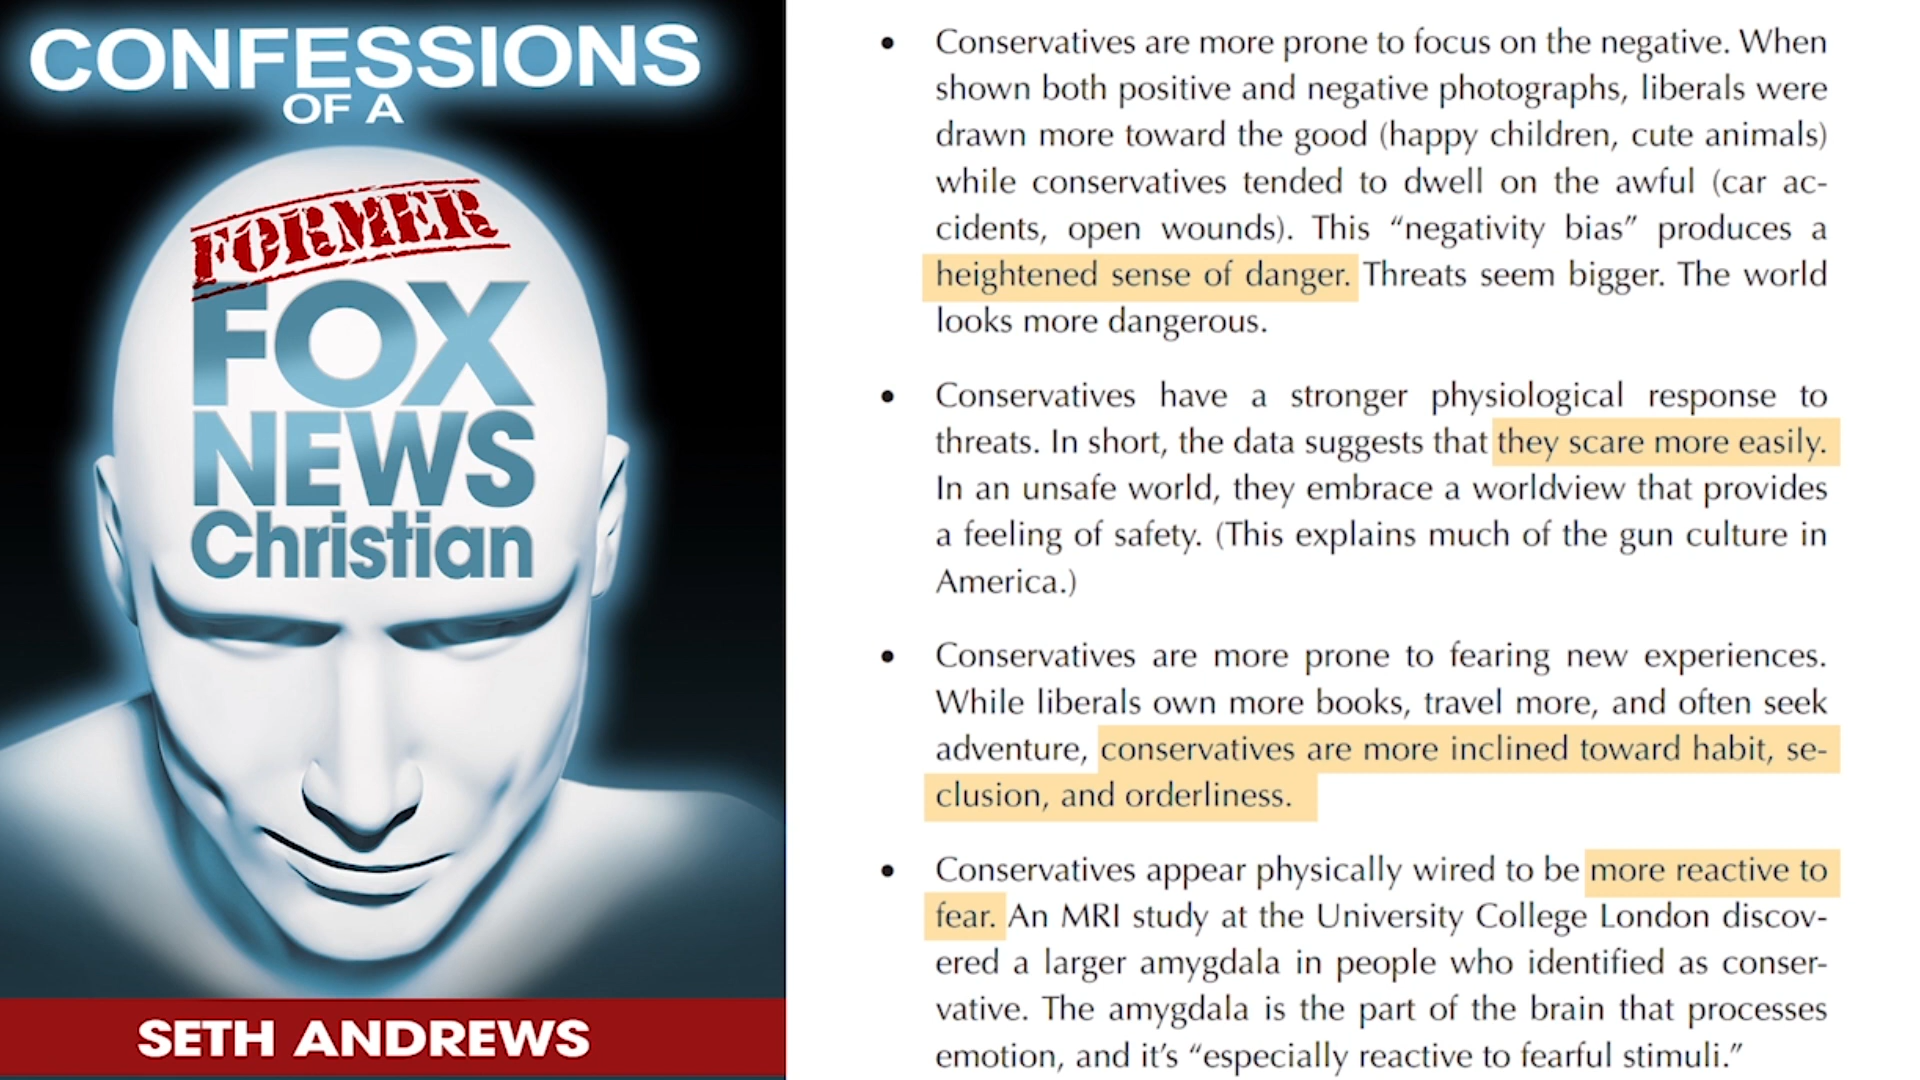 CONFESSIONS
OF A
FORMER
FOX
NEWS
Christian
SETH ANDREWS
• Conservatives are more prone to focus on the negative. When
shown both positive and negative photographs, liberals were
drawn more toward the good (happy children, cute animals)
while conservatives tended to dwell on the awful (car ac-
cidents, open wounds). This “negativity bias” produces a
heightened sense of danger. Threats seem bigger. The world
looks more dangerous.
• Conservatives have a stronger physiological response to
threats. In short, the data suggests that they scare more easily.
In an unsafe world, they embrace a worldview that provides
a feeling of safety. (This explains much of the gun culture in
America.)
• Conservatives are more prone to fearing new experiences.
While liberals own more books, travel more, and often seek
adventure, conservatives are more inclined toward habit, se-
clusion, and orderliness.
• Conservatives appear physically wired to be more reactive to
fear. An MRI study at the University College London discov-
ered a larger amygdala in people who identified as conser-
vative. The amygdala is the part of the brain that processes
emotion, and it’s “especially reactive to fearful stimuli.”